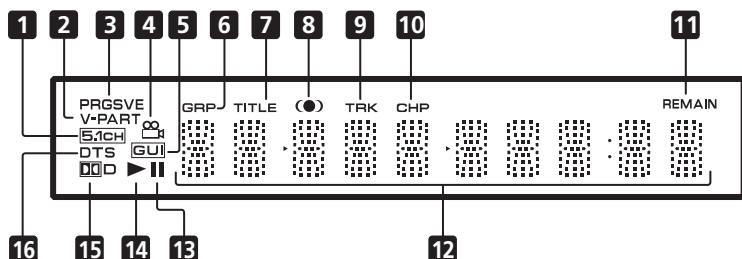 1 2 3 4 5 6 7 8 9 10 11
PRGSVE GRP TITLE TRK CHP REMAIN
V-PART
5.1CH
DTS GUI
D
16 15 14 13 12